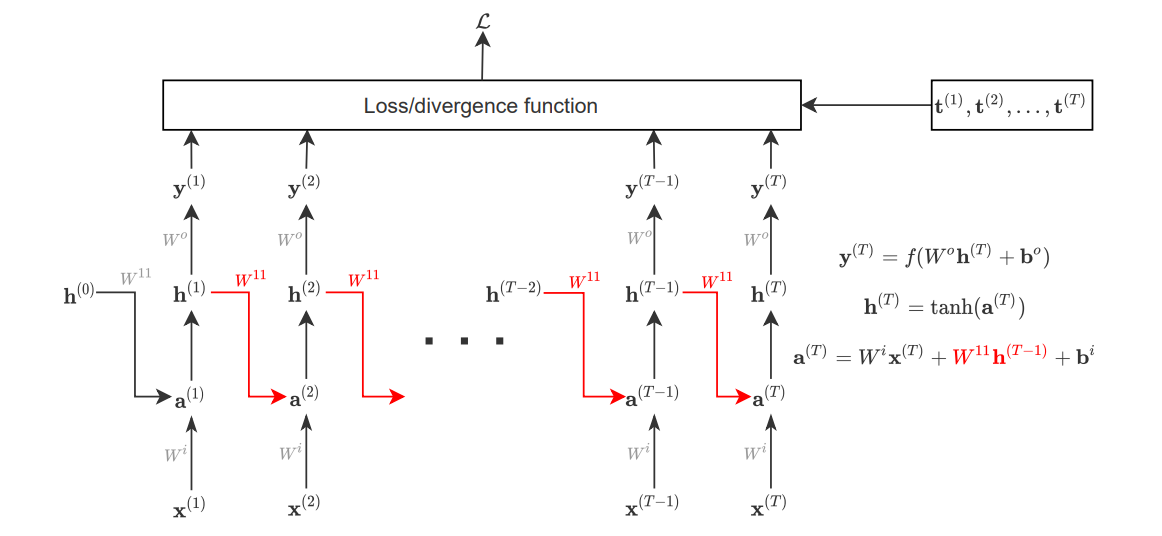 ℒ
Loss/divergence function
t^(1), t^(2), ..., t^(T)
y^(1) y^(2) y^(T−1) y^(T)
W^o W^o W^o W^o
y^(T) = f(W^o h^(T) + b^o)
W^11 W^11 W^11 W^11 W^11
h^(0) h^(1) h^(2) h^(T−2) h^(T−1) h^(T)
h^(T) = tanh(a^(T))
a^(T) = W^i x^(T) + W^11 h^(T−1) + b^i
a^(1) a^(2) a^(T−1) a^(T)
W^i W^i W^i W^i
x^(1) x^(2) x^(T−1) x^(T)